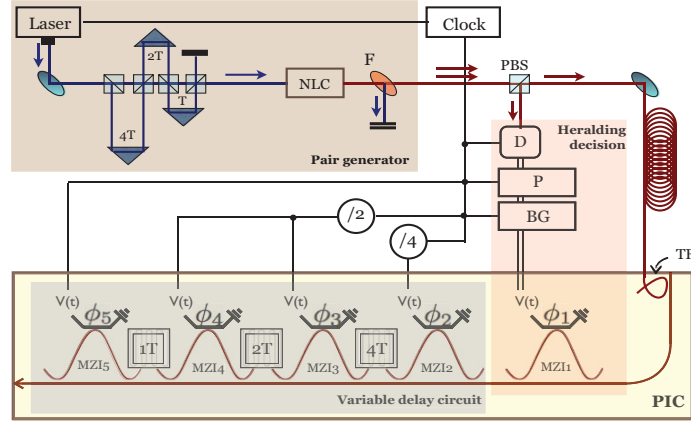 Laser
Clock
2T
F
PBS
T
NLC
4T
Heralding
decision
D
Pair generator
P
/2
BG
/4
V(t)
V(t)
V(t)
V(t)
V(t)
ϕ5
ϕ4
ϕ3
ϕ2
ϕ1
1T
2T
4T
MZI5
MZI4
MZI3
MZI2
MZI1
Variable delay circuit
PIC